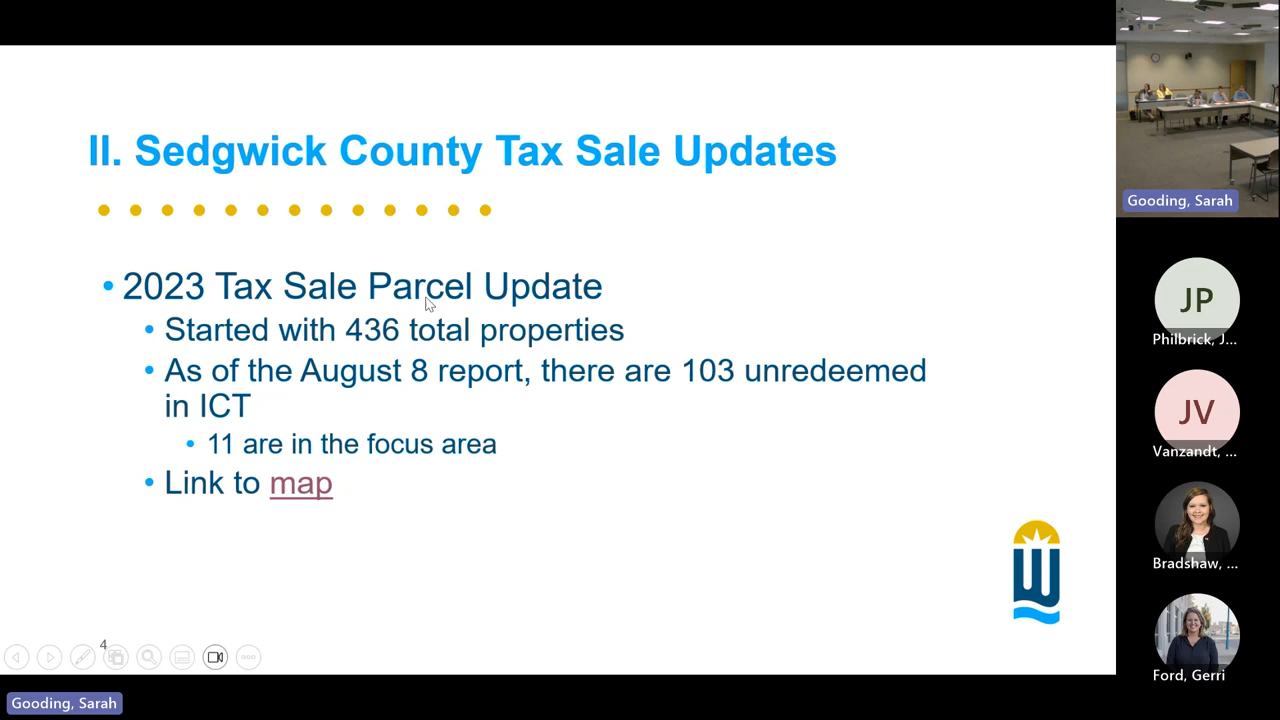 II. Sedgwick County Tax Sale Updates
• 2023 Tax Sale Parcel Update
• Started with 436 total properties
• As of the August 8 report, there are 103 unredeemed
in ICT
• 11 are in the focus area
• Link to map
4
Gooding, Sarah
Gooding, Sarah
JP
Philbrick, J...
JV
Vanzandt, ...
Bradshaw, ...
Ford, Gerri